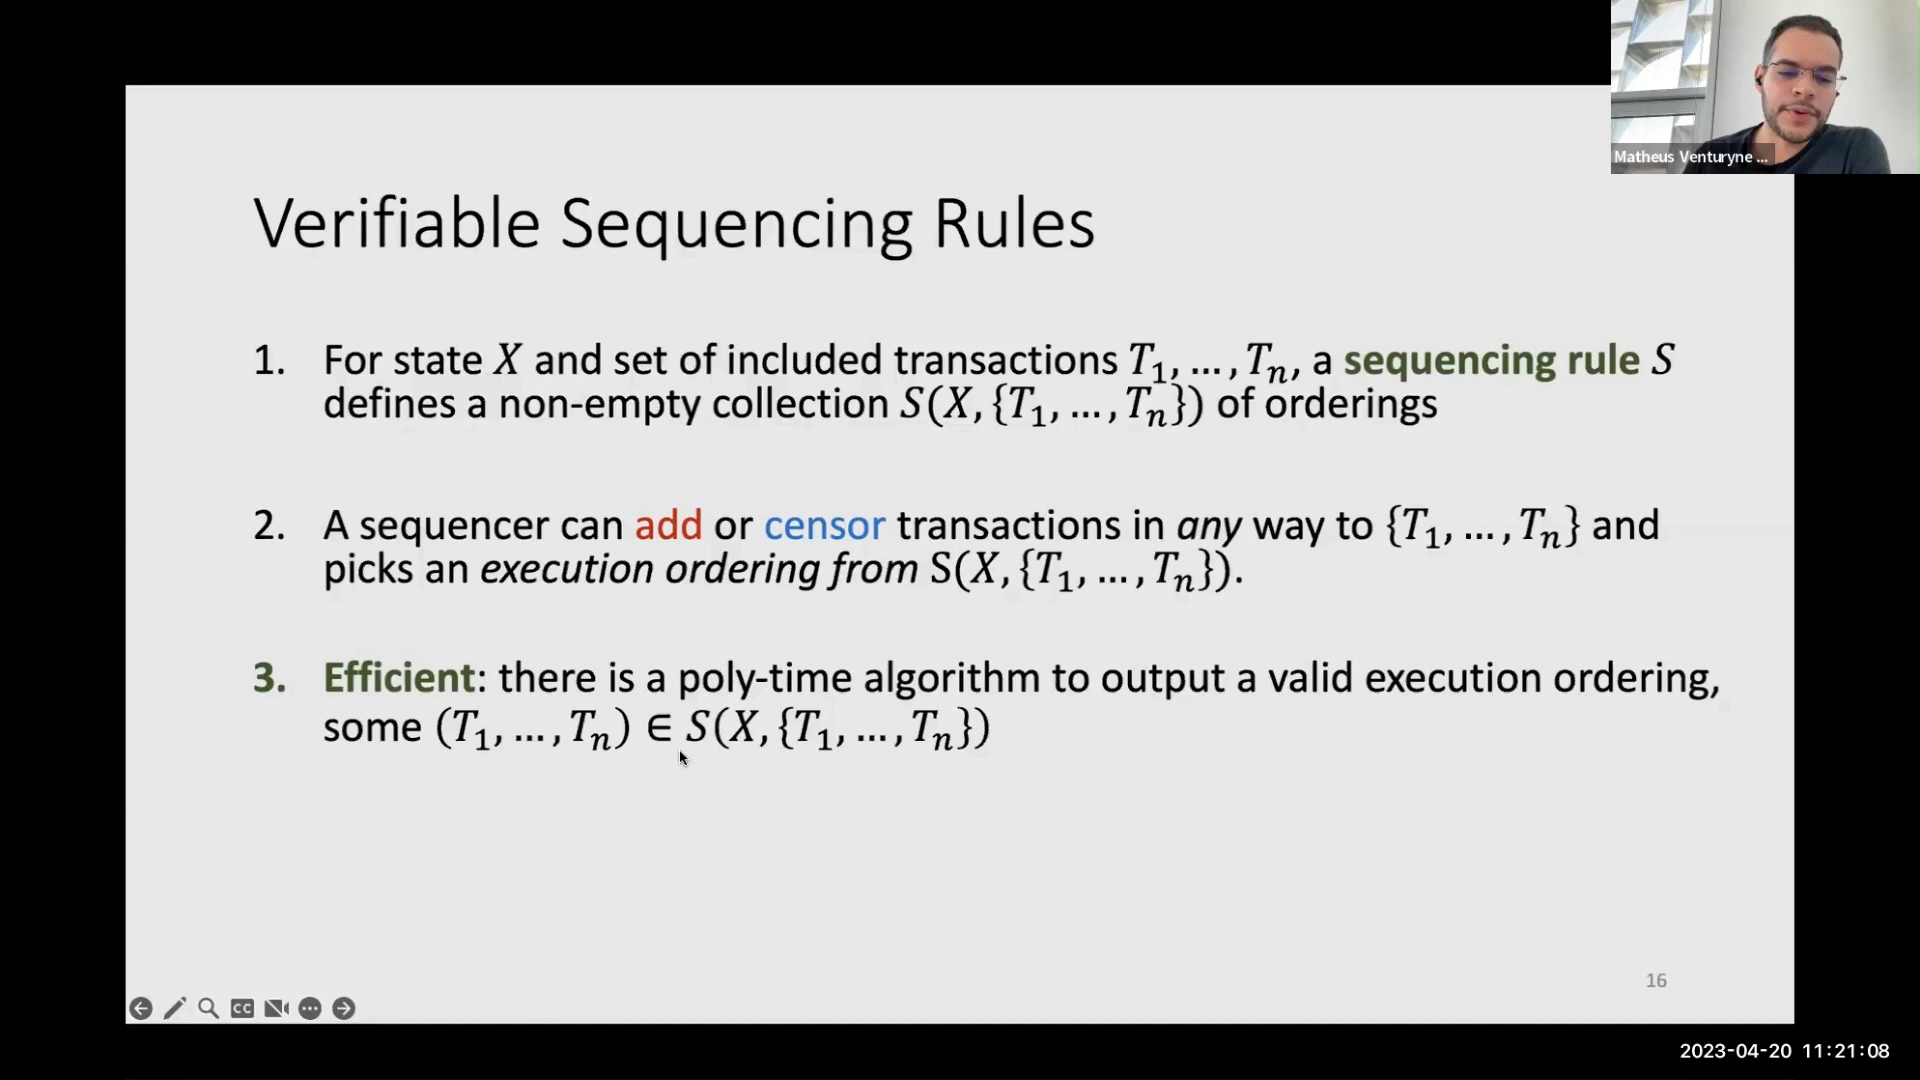 Matheus Venturyne ...
Verifiable Sequencing Rules
1. For state X and set of included transactions T₁, ..., Tₙ, a sequencing rule S
defines a non-empty collection S(X, {T₁, ..., Tₙ}) of orderings
2. A sequencer can add or censor transactions in any way to {T₁, ..., Tₙ} and
picks an execution ordering from S(X, {T₁, ..., Tₙ}).
3. Efficient: there is a poly-time algorithm to output a valid execution ordering,
some (T₁, ..., Tₙ) ∈ S(X, {T₁, ..., Tₙ})
16
CC
2023-04-20 11:21:08